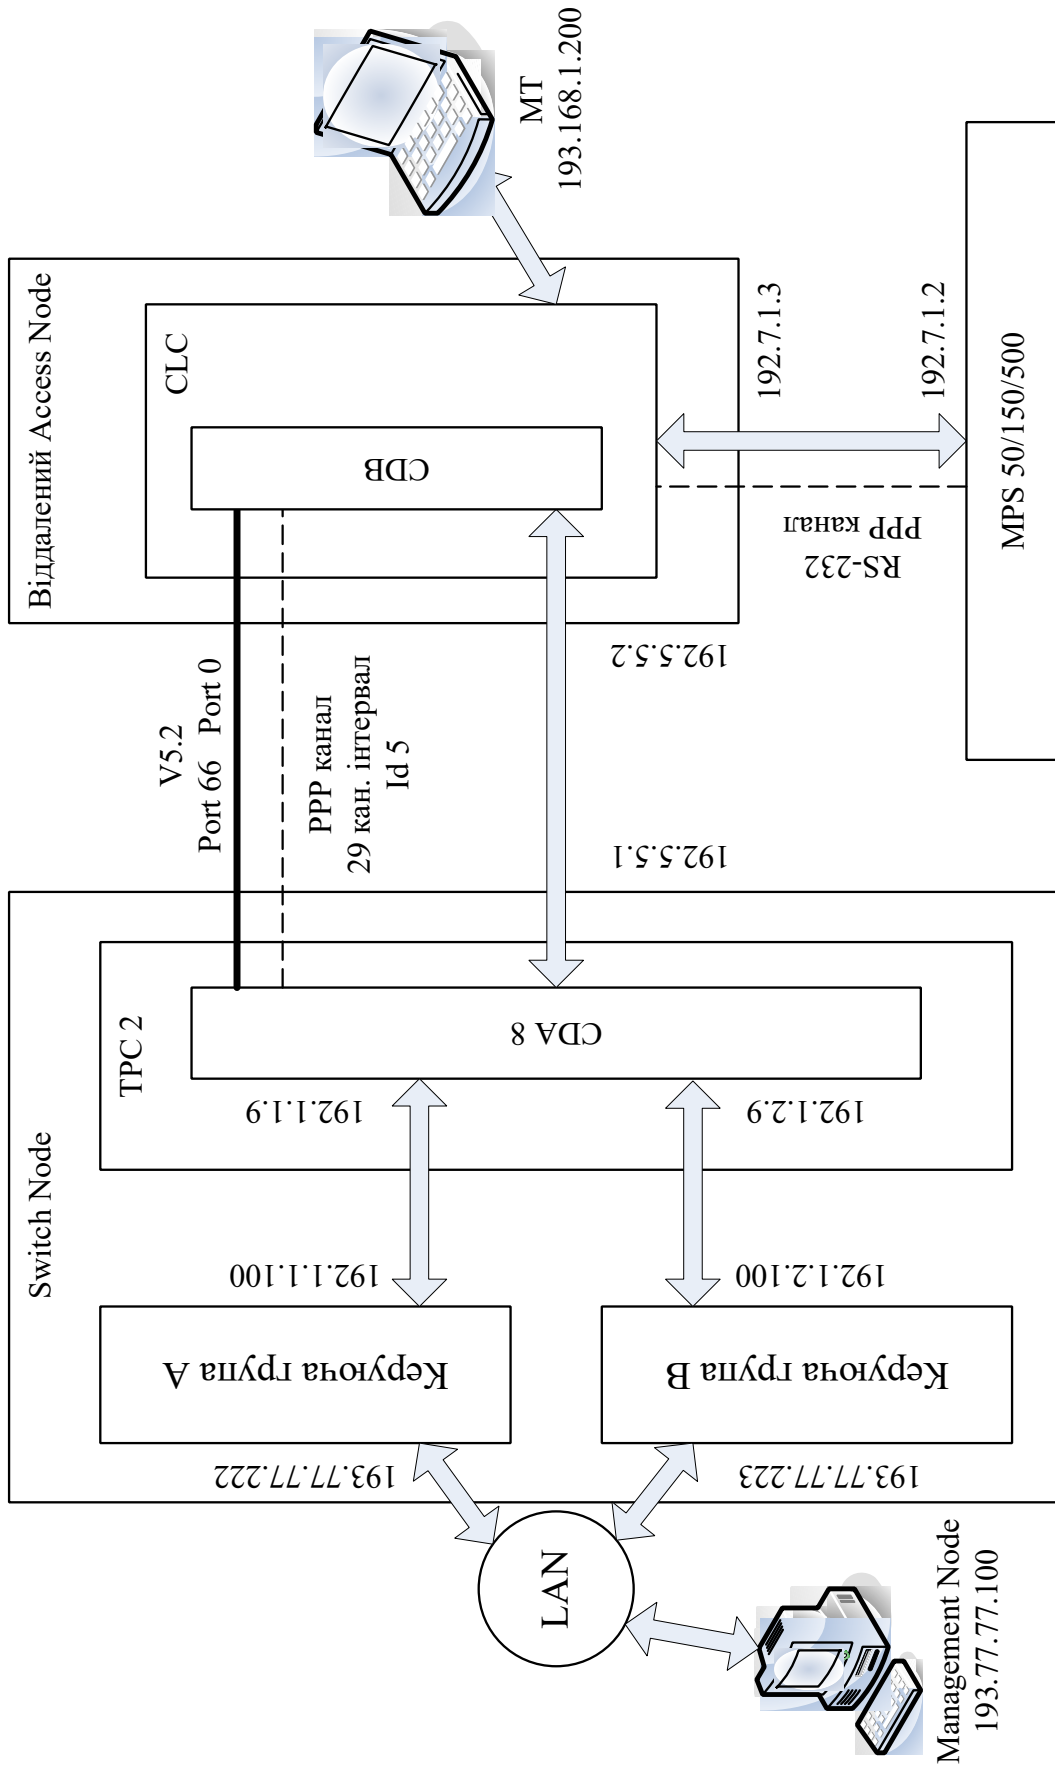 Switch Node
TPC 2
CDA 8
Керуюча група А
Керуюча група В
193.77.77.222
193.77.77.223
192.1.1.100
192.1.2.100
192.1.1.9
192.1.2.9
LAN
Management Node
193.77.77.100
V5.2
Port 66 Port 0
PPP канал
29 кан. інтервал
Id 5
192.5.5.1
192.5.5.2
Віддалений Access Node
CLC
CDB
MT
193.168.1.200
192.7.1.3
192.7.1.2
RS-232
PPP канал
MPS 50/150/500